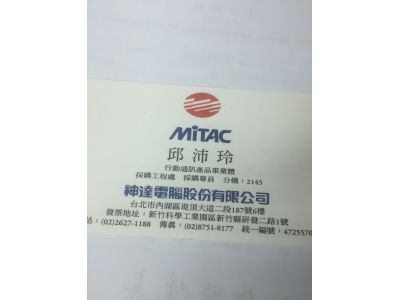 MiTAC
邱沛玲
行動通訊產品事業體
採購工程處 採購專員 分機：2145
神達電腦股份有限公司
台北市內湖區堤頂大道二段187號6樓
發票地址：新竹科學工業園區新竹縣研發二路1號
話：(02)2627-1188 傳真：(02)8751-8177 統一編號：4725570